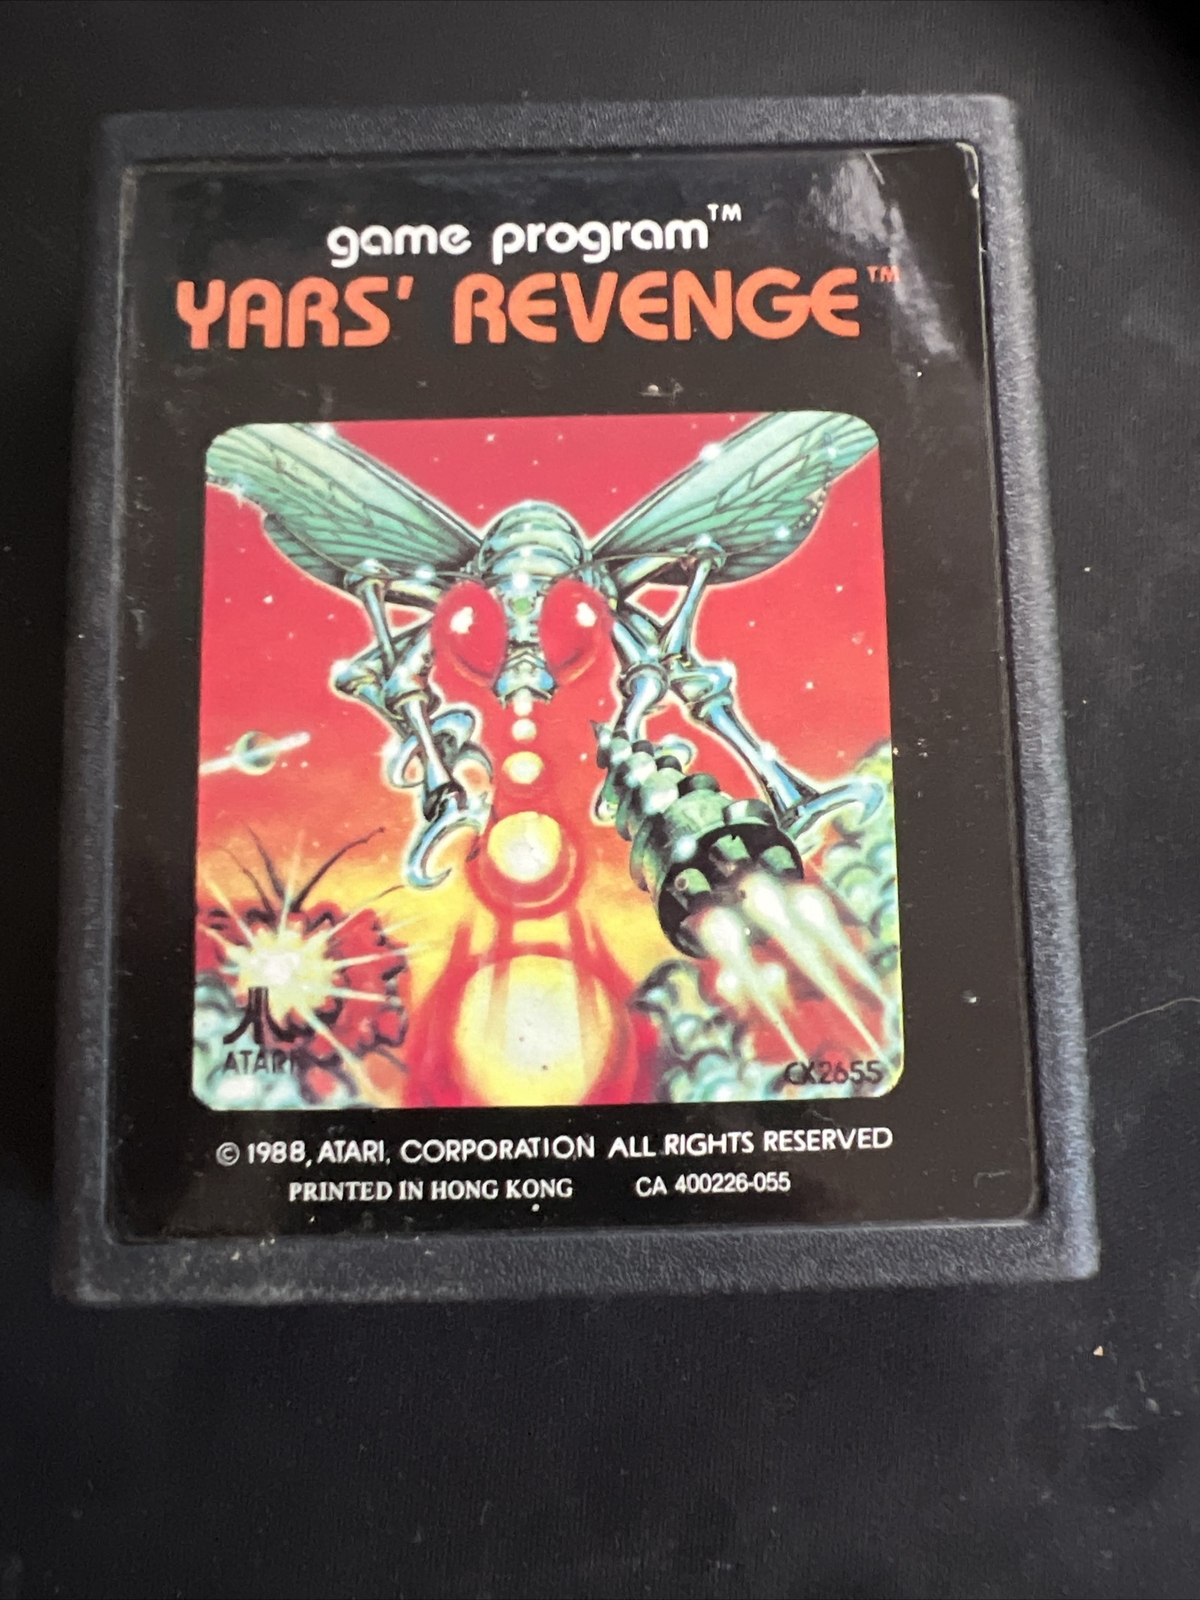 game program™
YARS' REVENGE™
ATARI
CX2655
© 1988, ATARI, CORPORATION ALL RIGHTS RESERVED
PRINTED IN HONG KONG CA 400226-055